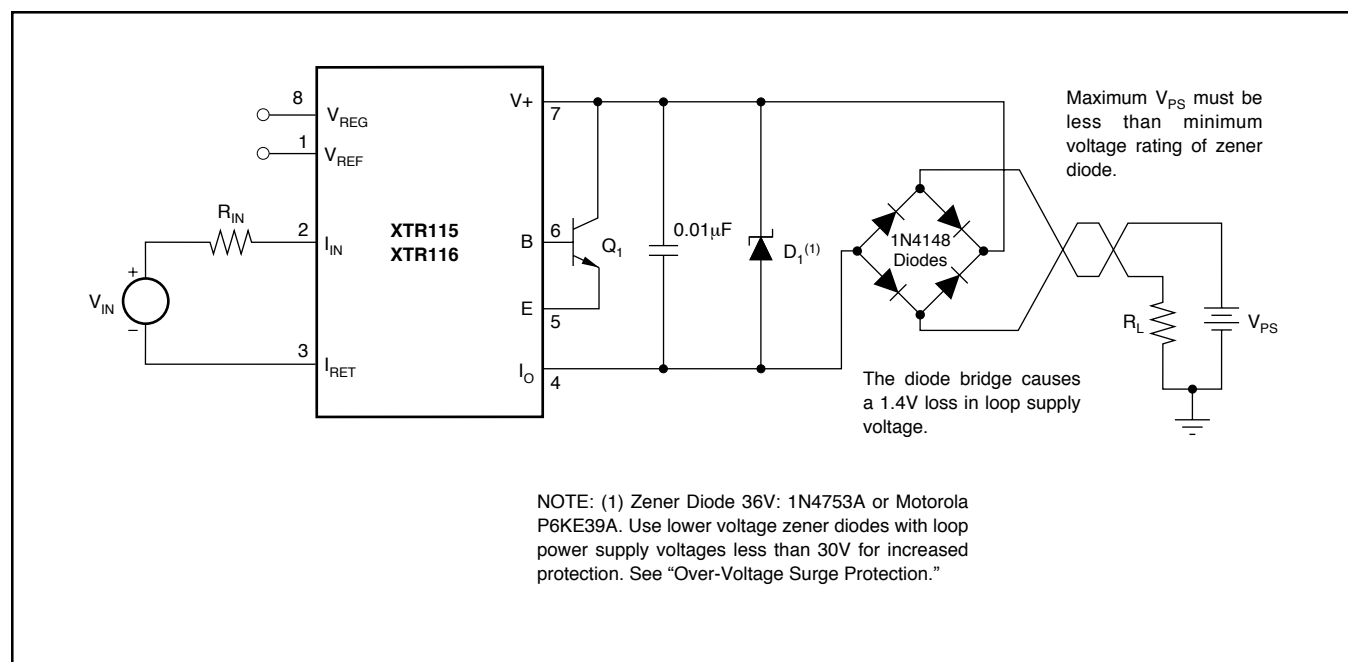 8
V_REG
1
V_REF
R_IN
2
I_IN
XTR115
XTR116
V_IN
+
–
3
I_RET
V+
7
B
6
Q₁
E
5
I_O
4
0.01μF
D₁⁽¹⁾
1N4148
Diodes
Maximum V_PS must be
less than minimum
voltage rating of zener
diode.
R_L
V_PS
The diode bridge causes
a 1.4V loss in loop supply
voltage.
NOTE: (1) Zener Diode 36V: 1N4753A or Motorola
P6KE39A. Use lower voltage zener diodes with loop
power supply voltages less than 30V for increased
protection. See “Over-Voltage Surge Protection.”